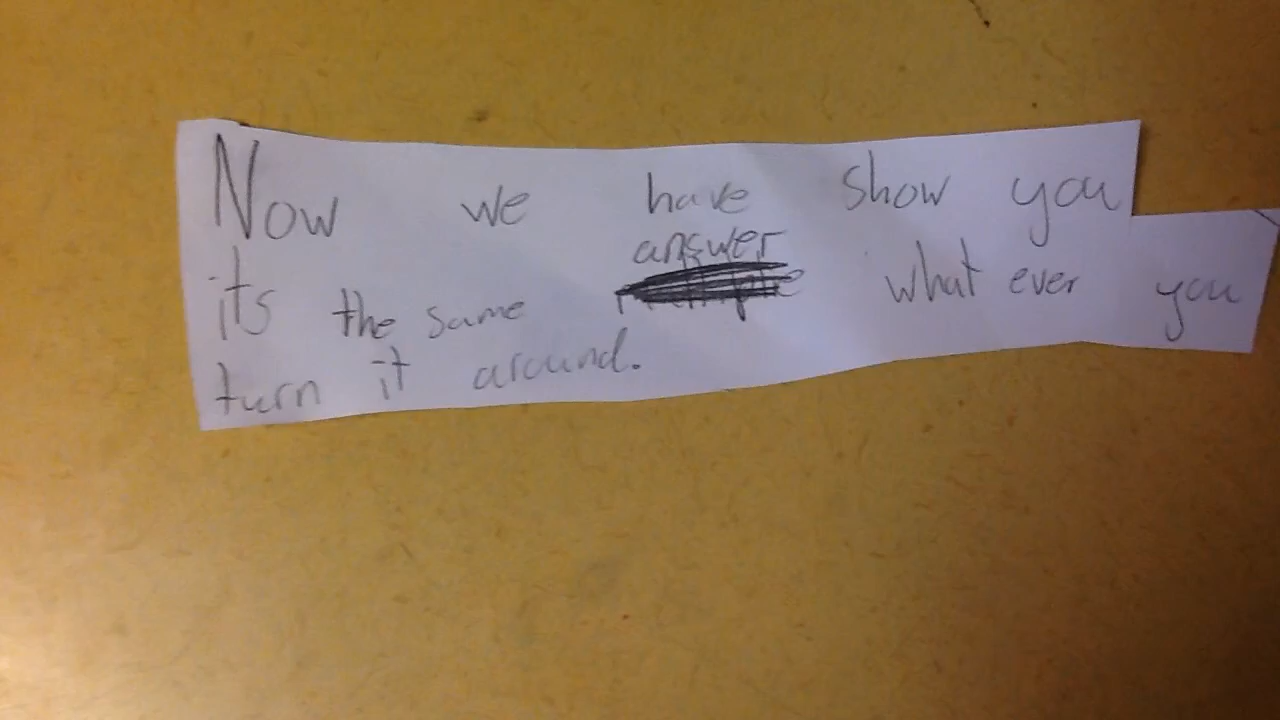 Now we have show you
its the same answer what ever you
turn it around.